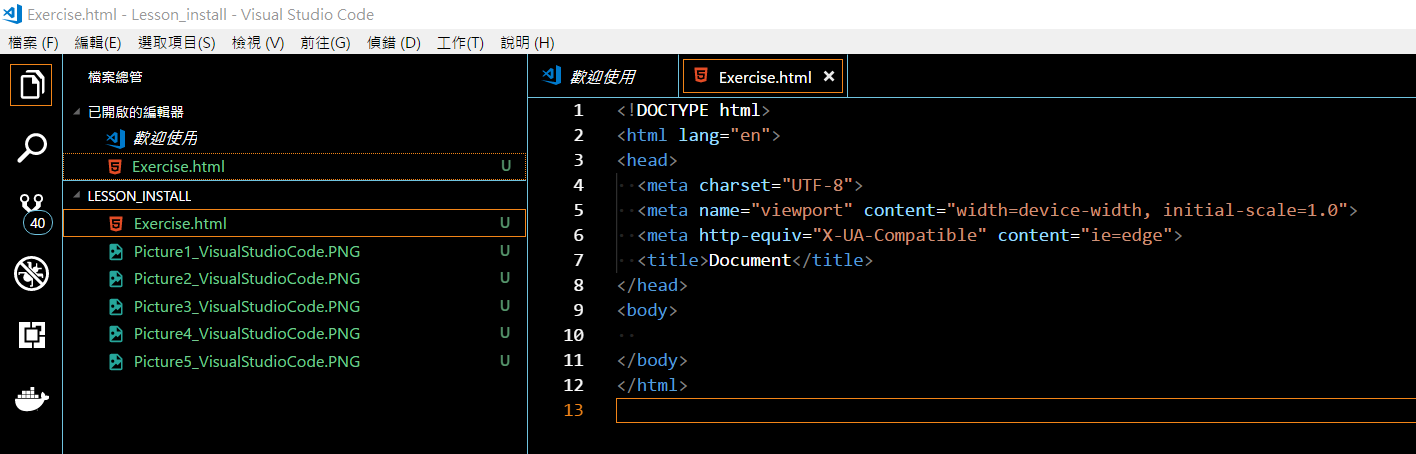 Exercise.html - Lesson_install - Visual Studio Code
檔案 (F) 編輯(E) 選取項目(S) 檢視 (V) 前往(G) 偵錯 (D) 工作(T) 說明 (H)
檔案總管
已開啟的編輯器
歡迎使用
Exercise.html U
LESSON_INSTALL
Exercise.html U
Picture1_VisualStudioCode.PNG U
Picture2_VisualStudioCode.PNG U
Picture3_VisualStudioCode.PNG U
Picture4_VisualStudioCode.PNG U
Picture5_VisualStudioCode.PNG U
40
歡迎使用 Exercise.html
1 <!DOCTYPE html>
2 <html lang="en">
3 <head>
4 <meta charset="UTF-8">
5 <meta name="viewport" content="width=device-width, initial-scale=1.0">
6 <meta http-equiv="X-UA-Compatible" content="ie=edge">
7 <title>Document</title>
8 </head>
9 <body>
10
11 </body>
12 </html>
13